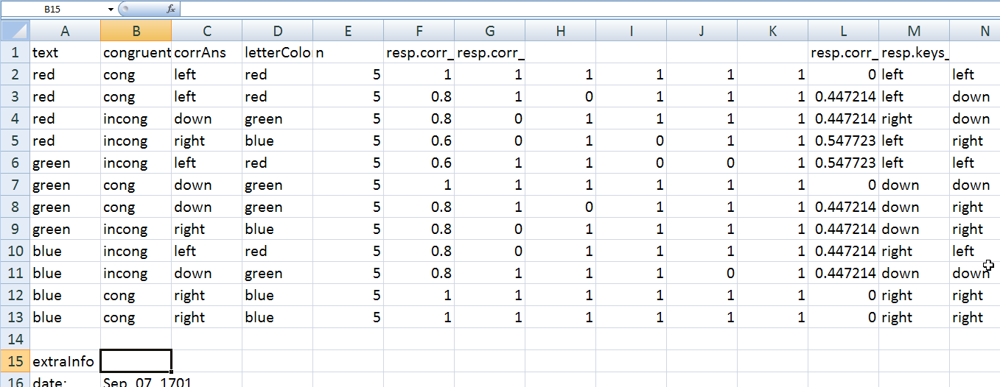 B15 fx
A B C D E F G H I J K L M N
1 text congruent corrAns letterColor n resp.corr_ resp.corr_ resp.corr_ resp.keys_
2 red cong left red 5 1 1 1 1 1 1 0 left left
3 red cong left red 5 0.8 1 0 1 1 1 0.447214 left down
4 red incong down green 5 0.8 0 1 1 1 1 0.447214 right down
5 red incong right blue 5 0.6 0 1 0 1 1 0.547723 left right
6 green incong left red 5 0.6 1 1 0 0 1 0.547723 left left
7 green cong down green 5 1 1 1 1 1 1 0 down down
8 green cong down green 5 0.8 1 0 1 1 1 0.447214 down right
9 green incong right blue 5 0.8 0 1 1 1 1 0.447214 down right
10 blue incong left red 5 0.8 0 1 1 1 1 0.447214 right left
11 blue incong down green 5 0.8 1 1 1 0 1 0.447214 down down
12 blue cong right blue 5 1 1 1 1 1 1 0 right right
13 blue cong right blue 5 1 1 1 1 1 1 0 right right
14
15 extraInfo
16 date: Sep_07_1701